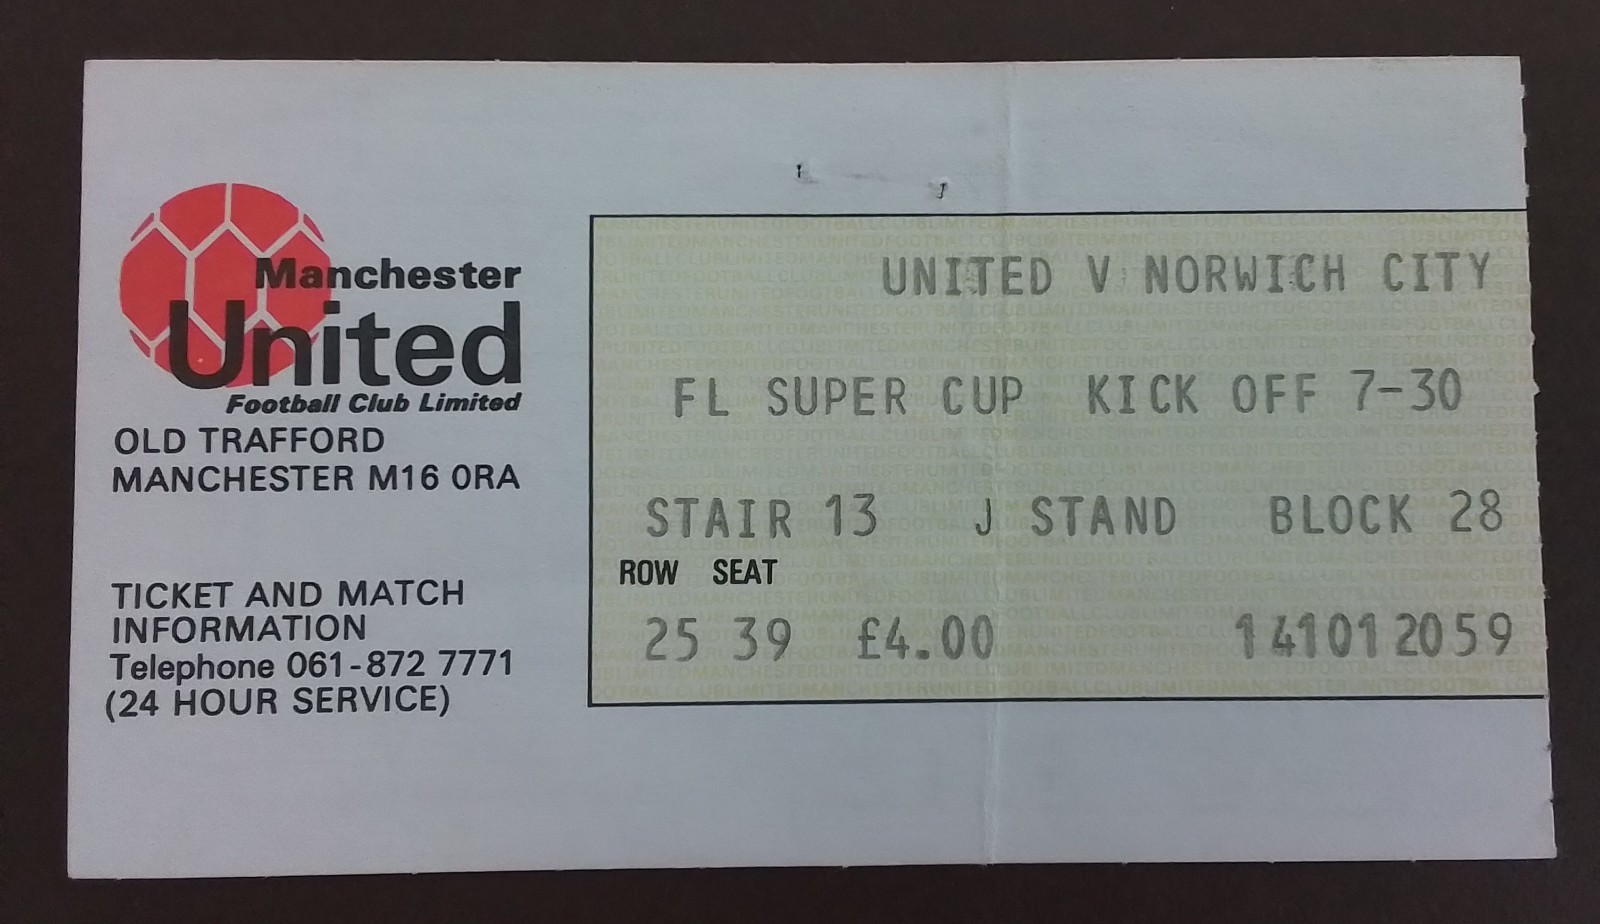 Manchester
United
Football Club Limited
OLD TRAFFORD
MANCHESTER M16 0RA
TICKET AND MATCH
INFORMATION
Telephone 061-872 7771
(24 HOUR SERVICE)
UNITED V NORWICH CITY
FL SUPER CUP KICK OFF 7-30
STAIR 13 J STAND BLOCK 28
ROW SEAT
25 39 £4.00 141012059